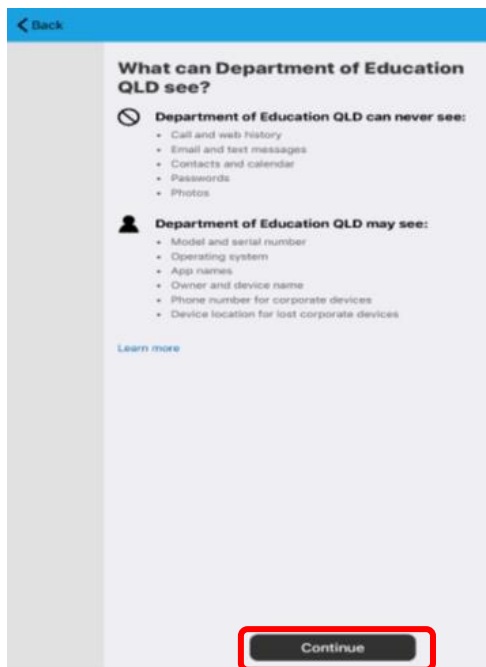 Back
What can Department of Education
QLD see?
Department of Education QLD can never see:
• Call and web history
• Email and text messages
• Contacts and calendar
• Passwords
• Photos
Department of Education QLD may see:
• Model and serial number
• Operating system
• App names
• Owner and device name
• Phone number for corporate devices
• Device location for lost corporate devices
Learn more
Continue